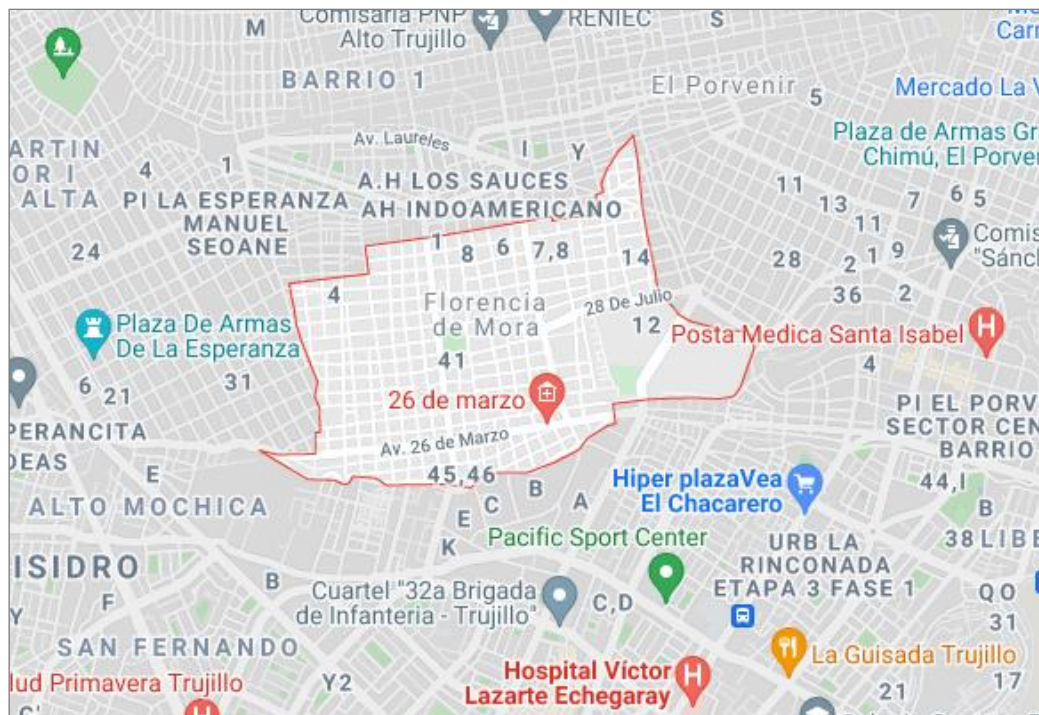 Comisaría PNP
Alto Trujillo
RENIEC
S
M
Carr
BARRIO 1
El Porvenir
5
Mercado La V
ARTIN
OR I
ALTA
4
1
Av. Laureles
I
Y
Plaza de Armas Gr
Chimú, El Porve
PI LA ESPERANZA
MANUEL
SEOANE
A.H LOS SAUCES
AH INDOAMERICANO
11
13
7
6
5
11
24
1
8
6
7,8
14
28
2
1
9
Comis
"Sánch
36
2
4
Florencia
de Mora
28 De Julio
12
Plaza De Armas
De La Esperanza
Posta Medica Santa Isabel
41
4
6
21
31
26 de marzo
PI EL PORV
SECTOR CEN
BARRIO
PERANCITA
DEAS
Av. 26 de Marzo
E
45,46
B
C
A
Hiper plazaVea
El Chacarero
44,I
ALTO MOCHICA
E
K
B
Pacific Sport Center
38
LIBE
URB LA
RINCONADA
ETAPA 3 FASE 1
ISIDRO
B
Cuartel "32a Brigada
de Infanteria - Trujillo"
C,D
QO
31
Y
F
SAN FERNANDO
La Guisada Trujillo
lud Primavera Trujillo
Y2
Hospital Víctor
Lazarte Echegaray
17
21